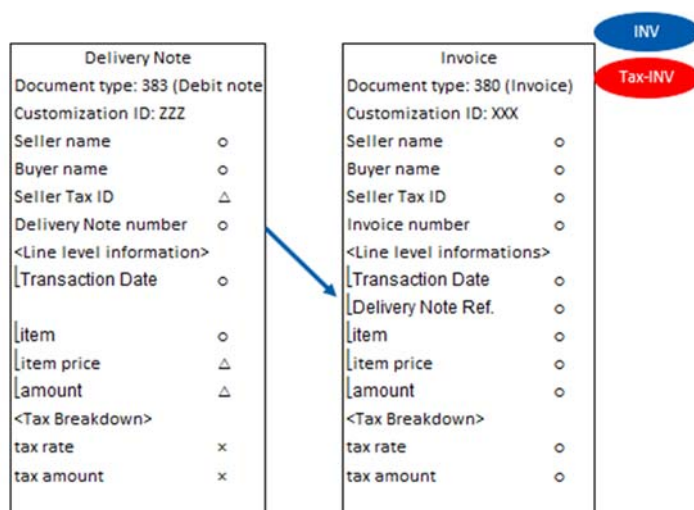 INV
Tax-INV
Delivery Note
Document type: 383 (Debit note
Customization ID: ZZZ
Seller name ○
Buyer name ○
Seller Tax ID △
Delivery Note number ○
<Line level information>
⎣Transaction Date ○
⎣item ○
⎣item price △
⎣amount △
<Tax Breakdown>
tax rate ×
tax amount ×
Invoice
Document type: 380 (Invoice)
Customization ID: XXX
Seller name ○
Buyer name ○
Seller Tax ID ○
Invoice number ○
<Line level informations>
⎣Transaction Date ○
⎣Delivery Note Ref. ○
⎣item ○
⎣item price ○
⎣amount ○
<Tax Breakdown>
tax rate ○
tax amount ○